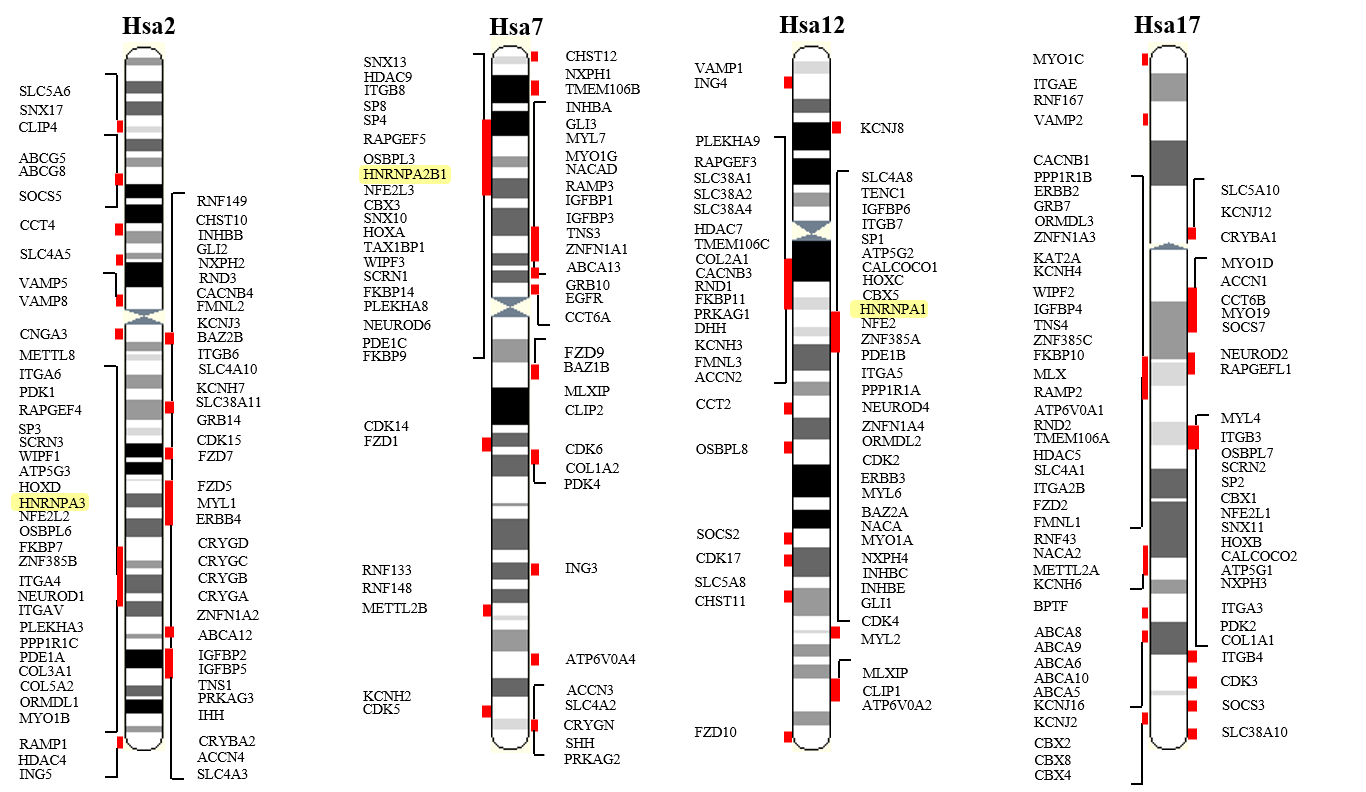 Hsa2
SLC5A6
SNX17
CLIP4
ABCG5
ABCG8
SOCS5
CCT4
SLC4A5
VAMP5
VAMP8
CNGA3
METTL8
ITGA6
PDK1
RAPGEF4
SP3
SCRN3
WIPF1
ATP5G3
HOXD
HNRNPA3
NFE2L2
OSBPL6
FKBP7
ZNF385B
ITGA4
NEUROD1
ITGAV
PLEKHA3
PPP1R1C
PDE1A
COL3A1
COL5A2
ORMDL1
MYO1B
RAMP1
HDAC4
ING5
RNF149
CHST10
INHBB
GLI2
NXPH2
RND3
CACNB4
FMNL2
KCNJ3
BAZ2B
ITGB6
SLC4A10
KCNH7
SLC38A11
GRB14
CDK15
FZD7
FZD5
MYL1
ERBB4
CRYGD
CRYGC
CRYGB
CRYGA
ZNFN1A2
ABCA12
IGFBP2
IGFBP5
TNS1
PRKAG3
IHH
CRYBA2
ACCN4
SLC4A3
Hsa7
SNX13
HDAC9
ITGB8
SP8
SP4
RAPGEF5
OSBPL3
HNRNPA2B1
NFE2L3
CBX3
SNX10
HOXA
TAX1BP1
WIPF3
SCRN1
FKBP14
PLEKHA8
NEUROD6
PDE1C
FKBP9
CDK14
FZD1
RNF133
RNF148
METTL2B
KCNH2
CDK5
CHST12
NXPH1
TMEM106B
INHBA
GLI3
MYL7
MYO1G
NACAD
RAMP3
IGFBP1
IGFBP3
TNS3
ZNFN1A1
ABCA13
GRB10
EGFR
CCT6A
FZD9
BAZ1B
MLXIP
CLIP2
CDK6
COL1A2
PDK4
ING3
ATP6V0A4
ACCN3
SLC4A2
CRYGN
SHH
PRKAG2
Hsa12
VAMP1
ING4
PLEKHA9
RAPGEF3
SLC38A1
SLC38A2
SLC38A4
HDAC7
TMEM106C
COL2A1
CACNB3
RND1
FKBP11
PRKAG1
DHH
KCNH3
FMNL3
ACCN2
CCT2
OSBPL8
SOCS2
CDK17
SLC5A8
CHST11
FZD10
KCNJ8
SLC4A8
TENC1
IGFBP6
ITGB7
SP1
ATP5G2
CALCOCO1
HOXC
CBX5
HNRNPA1
NFE2
ZNF385A
PDE1B
ITGA5
PPP1R1A
NEUROD4
ZNFN1A4
ORMDL2
CDK2
ERBB3
MYL6
BAZ2A
NACA
MYO1A
NXPH4
INHBC
INHBE
GLI1
CDK4
MYL2
MLXIP
CLIP1
ATP6V0A2
Hsa17
MYO1C
ITGAE
RNF167
VAMP2
CACNB1
PPP1R1B
ERBB2
GRB7
ORMDL3
ZNFN1A3
KAT2A
KCNH4
WIPF2
IGFBP4
TNS4
ZNF385C
FKBP10
MLX
RAMP2
ATP6V0A1
RND2
TMEM106A
HDAC5
SLC4A1
ITGA2B
FZD2
FMNL1
RNF43
NACA2
METTL2A
KCNH6
BPTF
ABCA8
ABCA9
ABCA6
ABCA10
ABCA5
KCNJ16
KCNJ2
CBX2
CBX8
CBX4
SLC5A10
KCNJ12
CRYBA1
MYO1D
ACCN1
CCT6B
MYO19
SOCS7
NEUROD2
RAPGEFL1
MYL4
ITGB3
OSBPL7
SCRN2
SP2
CBX1
NFE2L1
SNX11
HOXB
CALCOCO2
ATP5G1
NXPH3
ITGA3
PDK2
COL1A1
ITGB4
CDK3
SOCS3
SLC38A10